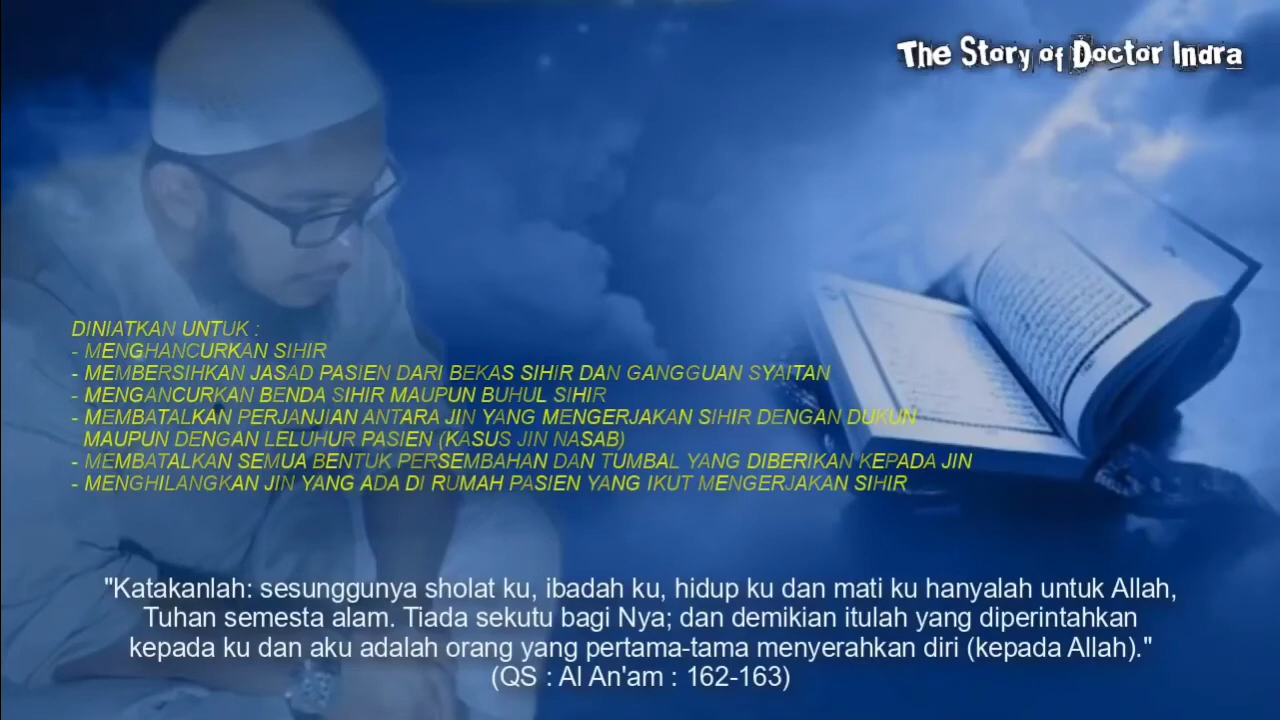 The Story of Doctor Indra
DINIATKAN UNTUK :
- MENGHANCURKAN SIHIR
- MEMBERSIHKAN JASAD PASIEN DARI BEKAS SIHIR DAN GANGGUAN SYAITAN
- MENGANCURKAN BENDA SIHIR MAUPUN BUHUL SIHIR
- MEMBATALKAN PERJANJIAN ANTARA JIN YANG MENGERJAKAN SIHIR DENGAN DUKUN
MAUPUN DENGAN LELUHUR PASIEN (KASUS JIN NASAB)
- MEMBATALKAN SEMUA BENTUK PERSEMBAHAN DAN TUMBAL YANG DIBERIKAN KEPADA JIN
- MENGHILANGKAN JIN YANG ADA DI RUMAH PASIEN YANG IKUT MENGERJAKAN SIHIR
"Katakanlah: sesunggunya sholat ku, ibadah ku, hidup ku dan mati ku hanyalah untuk Allah,
Tuhan semesta alam. Tiada sekutu bagi Nya; dan demikian itulah yang diperintahkan
kepada ku dan aku adalah orang yang pertama-tama menyerahkan diri (kepada Allah)."
(QS : Al An'am : 162-163)